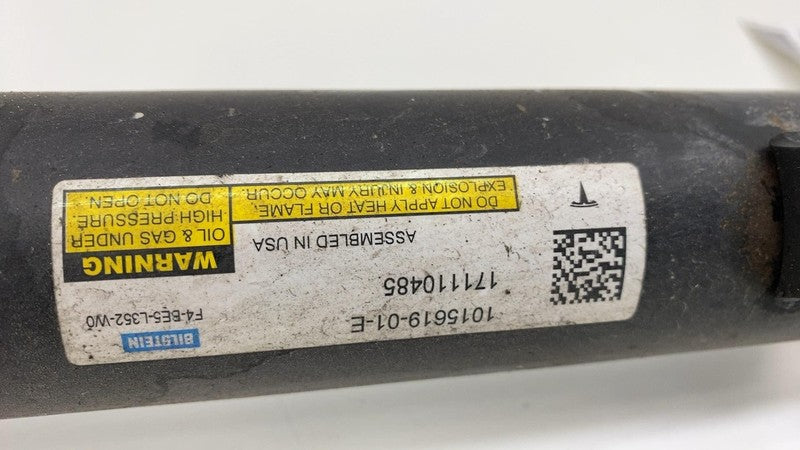 1015619-01-E
171110485
ASSEMBLED IN USA
DO NOT APPLY HEAT OR FLAME.
EXPLOSION & INJURY MAY OCCUR.
BILSTEIN
F4-BE5-L352-W0
WARNING
OIL & GAS UNDER
HIGH PRESSURE.
DO NOT OPEN.